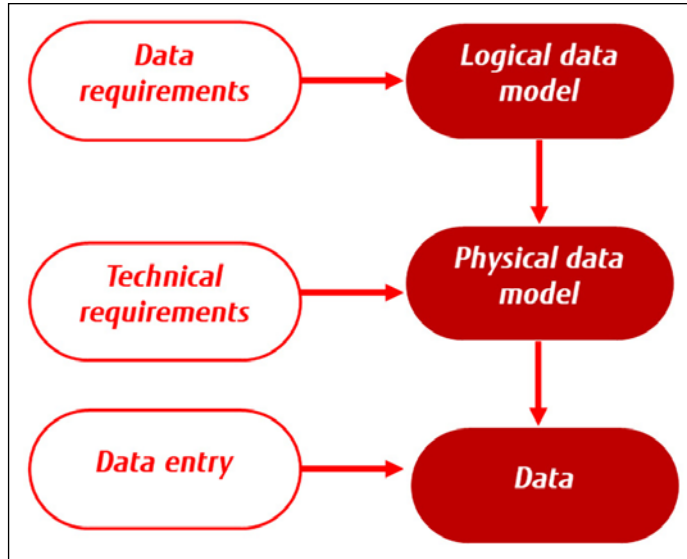 Data
requirements
Logical data
model
Technical
requirements
Physical data
model
Data entry
Data